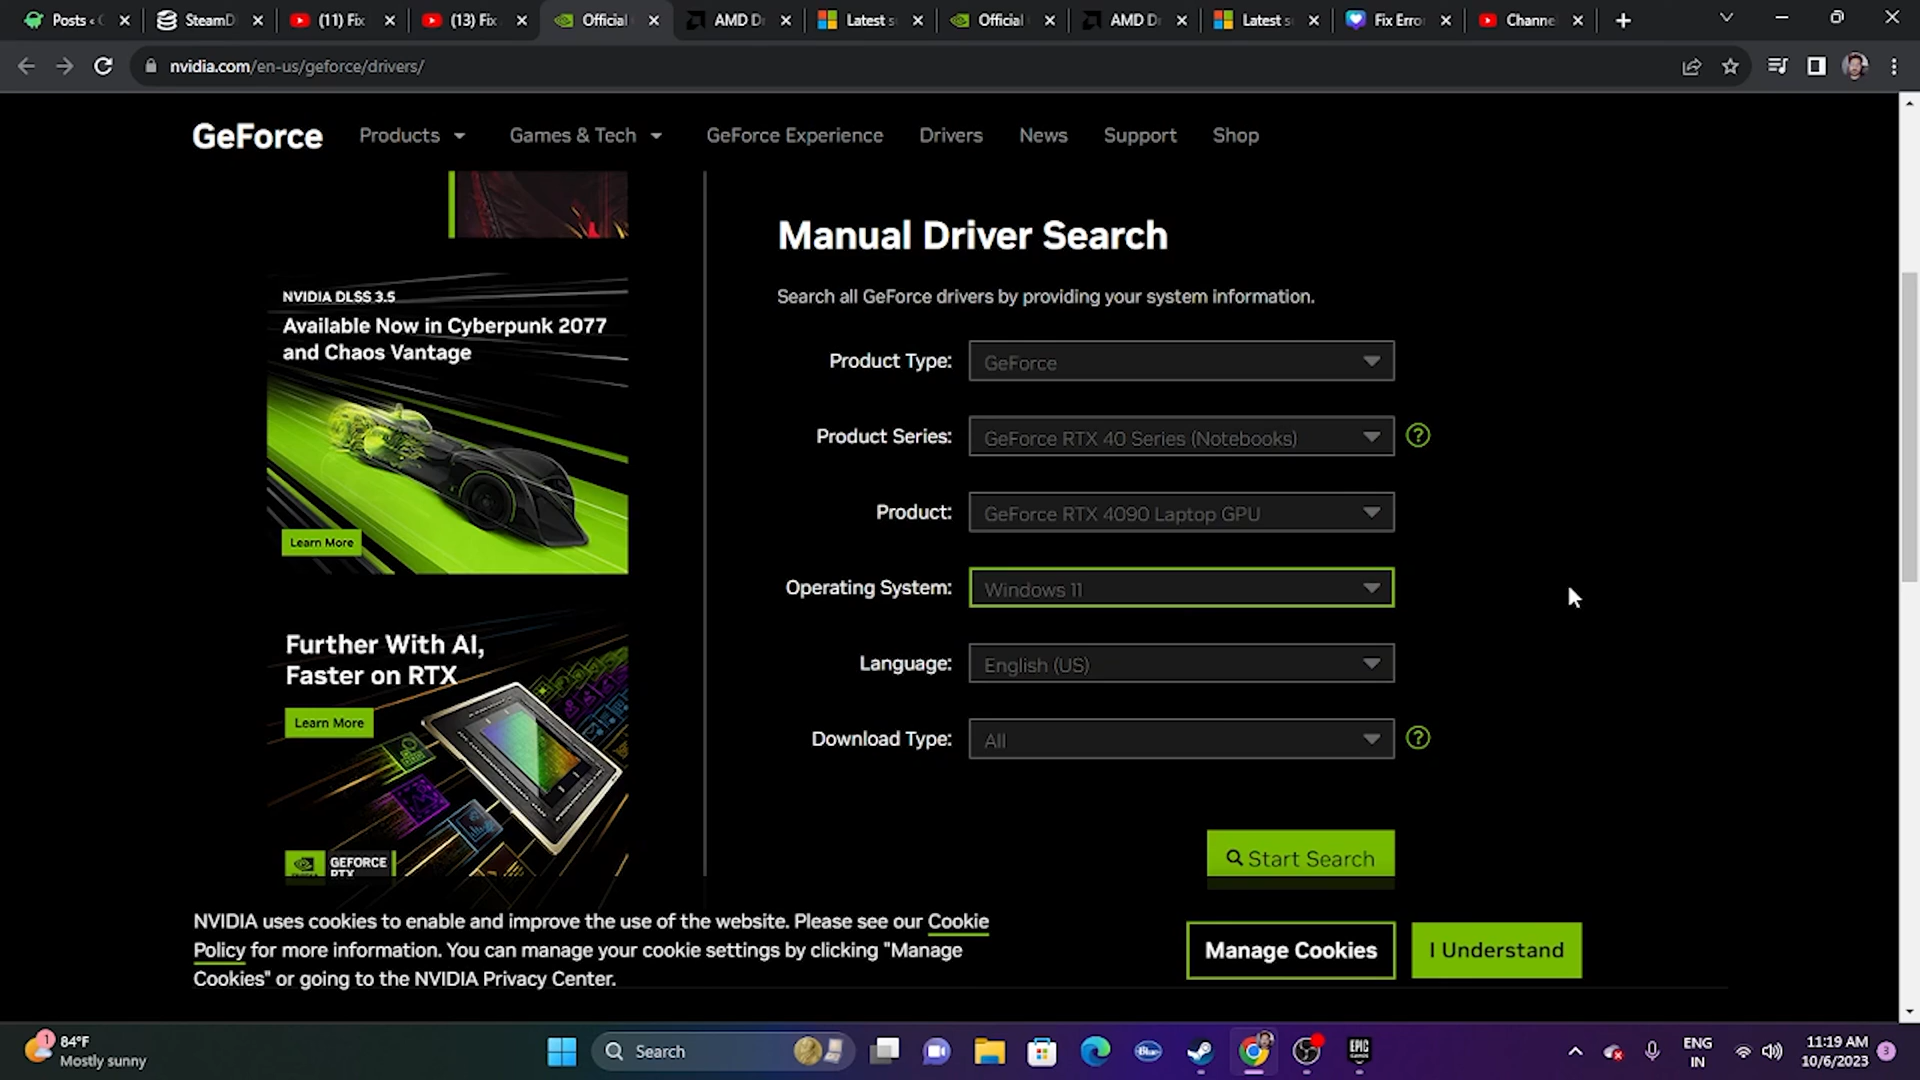 Posts ‹
SteamD
(11) Fix
(13) Fix
Official
AMD Dr
Latest s
Official
AMD Dr
Latest s
Fix Erro
Channe
nvidia.com/en-us/geforce/drivers/
GeForce Products Games & Tech GeForce Experience Drivers News Support Shop
Manual Driver Search
Search all GeForce drivers by providing your system information.
Product Type: GeForce
Product Series: GeForce RTX 40 Series (Notebooks) ?
Product: GeForce RTX 4090 Laptop GPU
Operating System: Windows 11
Language: English (US)
Download Type: All ?
Start Search
NVIDIA DLSS 3.5
Available Now in Cyberpunk 2077
and Chaos Vantage
Learn More
Further With AI,
Faster on RTX
Learn More
GEFORCE
RTX
NVIDIA uses cookies to enable and improve the use of the website. Please see our Cookie
Policy for more information. You can manage your cookie settings by clicking "Manage
Cookies" or going to the NVIDIA Privacy Center.
Manage Cookies
I Understand
1
84°F
Mostly sunny
Search
EPIC
GAMES
ENG
IN
11:19 AM
10/6/2023
3